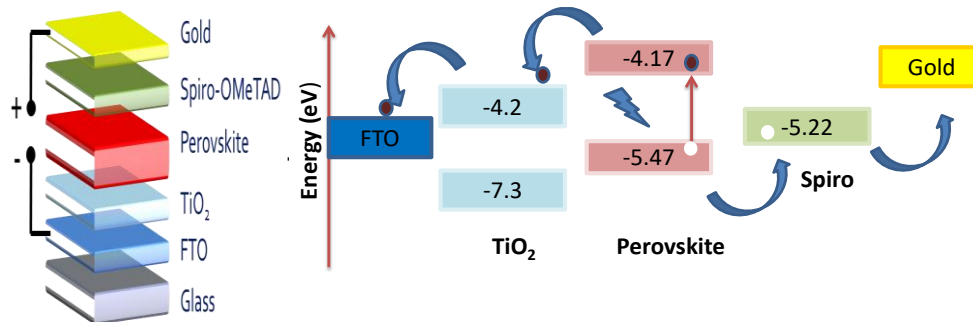 Gold
Spiro-OMeTAD
+
Perovskite
-
TiO₂
FTO
Glass
Energy (eV)
FTO
-4.2
-7.3
TiO₂
-4.17
-5.47
Perovskite
-5.22
Spiro
Gold